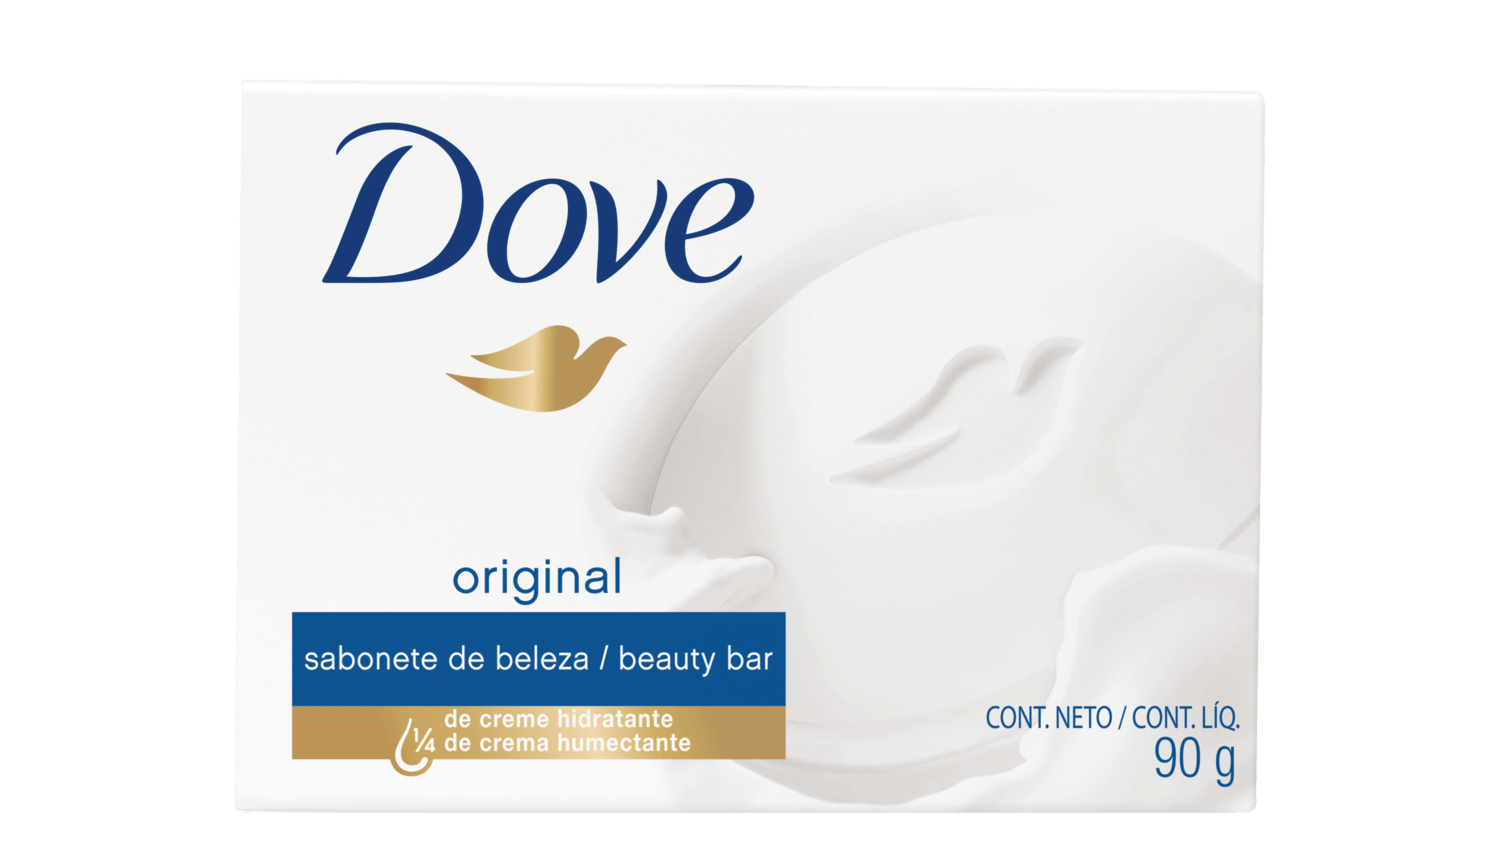 Dove
original
sabonete de beleza / beauty bar
1/4 de creme hidratante
de crema humectante
CONT. NETO / CONT. LÍQ.
90 g